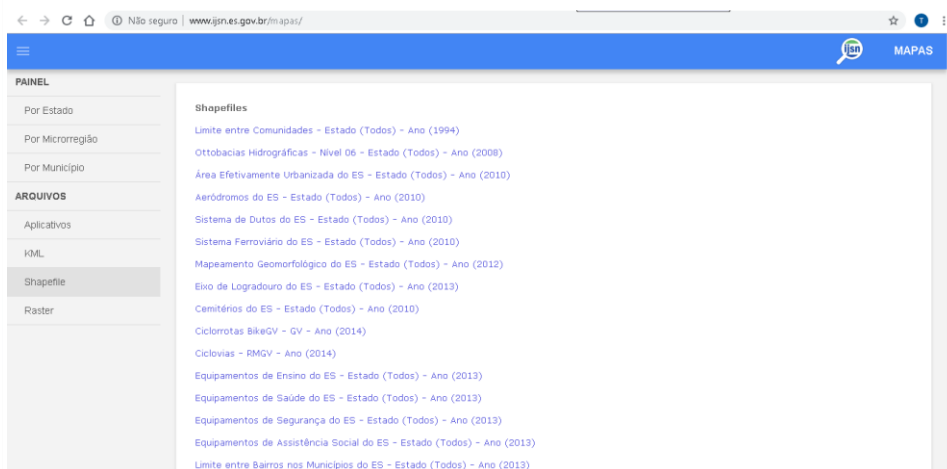 Não seguro | www.ijsn.es.gov.br/mapas/
T
ijsn
MAPAS
PAINEL
Por Estado
Por Microrregião
Por Município
ARQUIVOS
Aplicativos
KML
Shapefile
Raster
Shapefiles
Limite entre Comunidades - Estado (Todos) - Ano (1994)
Ottobacias Hidrográficas - Nível 06 - Estado (Todos) - Ano (2008)
Área Efetivamente Urbanizada do ES - Estado (Todos) - Ano (2010)
Aeródromos do ES - Estado (Todos) - Ano (2010)
Sistema de Dutos do ES - Estado (Todos) - Ano (2010)
Sistema Ferroviário do ES - Estado (Todos) - Ano (2010)
Mapeamento Geomorfológico do ES - Estado (Todos) - Ano (2012)
Eixo de Logradouro do ES - Estado (Todos) - Ano (2013)
Cemitérios do ES - Estado (Todos) - Ano (2010)
Ciclorrotas BikeGV - GV - Ano (2014)
Ciclovias - RMGV - Ano (2014)
Equipamentos de Ensino do ES - Estado (Todos) - Ano (2013)
Equipamentos de Saúde do ES - Estado (Todos) - Ano (2013)
Equipamentos de Segurança do ES - Estado (Todos) - Ano (2013)
Equipamentos de Assistência Social do ES - Estado (Todos) - Ano (2013)
Limite entre Bairros nos Municípios do ES - Estado (Todos) - Ano (2013)